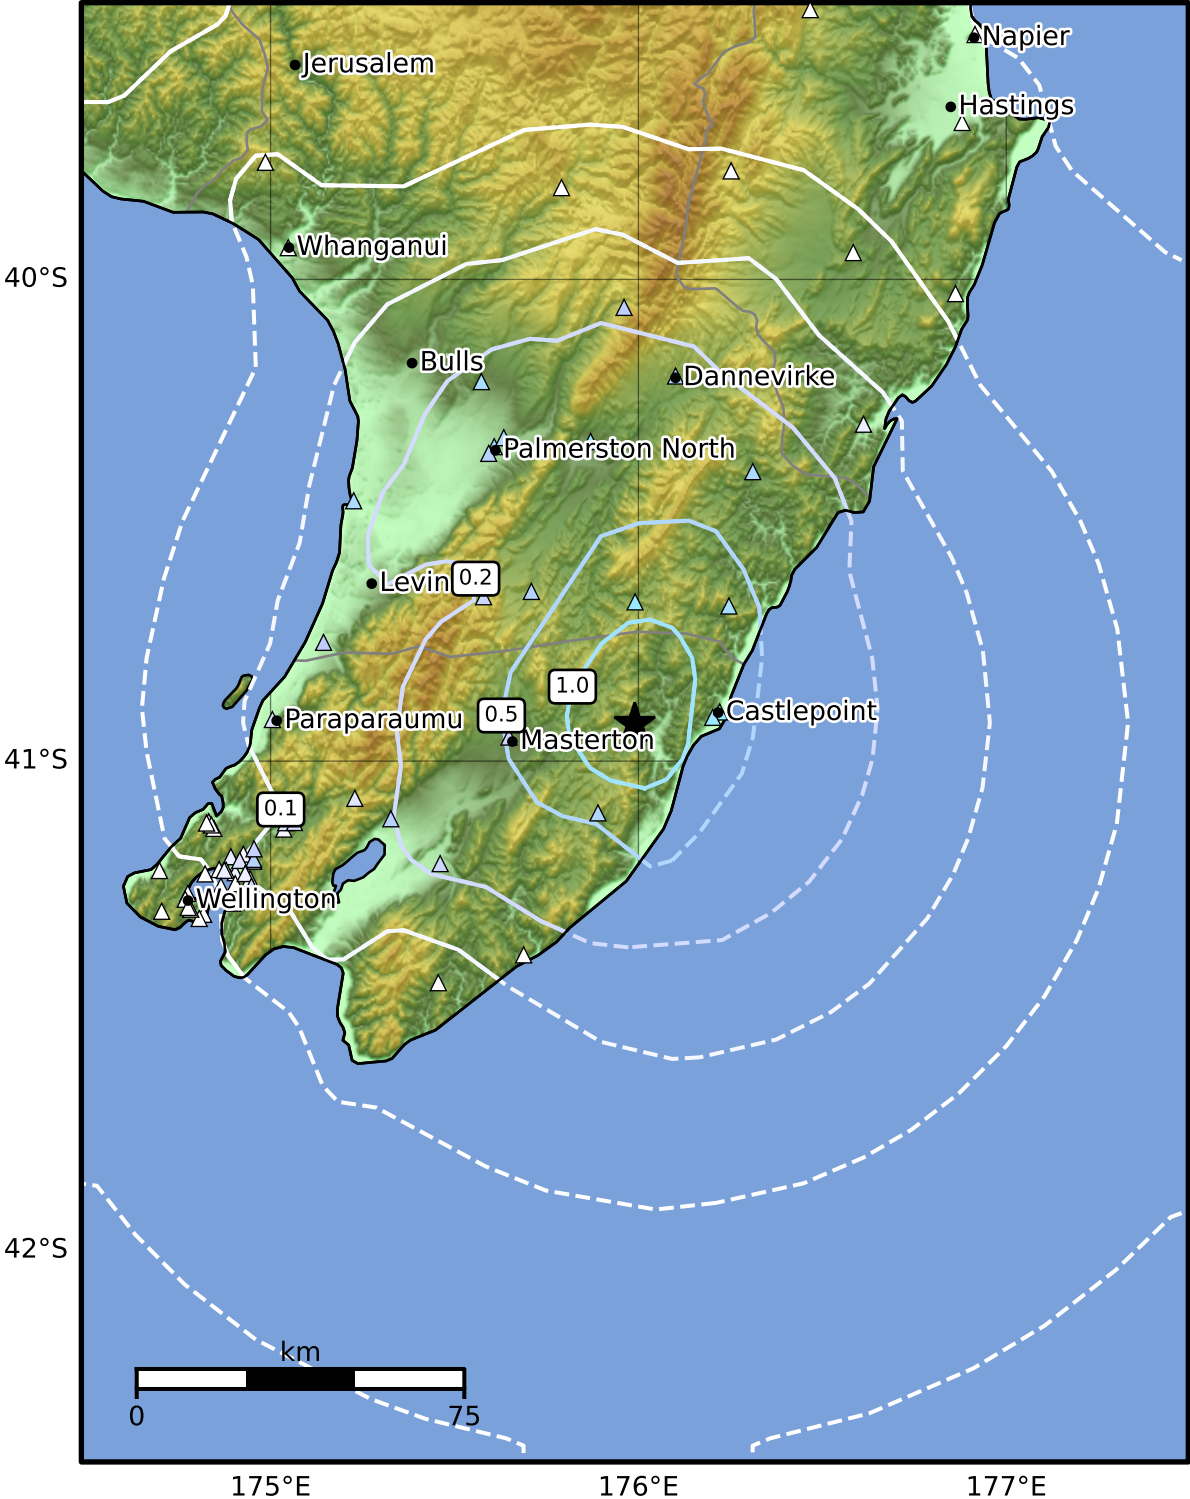 Napier
Jerusalem
Hastings
Whanganui
40°S
Bulls
Dannevirke
Palmerston North
Levin
0.2
1.0
0.5
Castlepoint
Paraparaumu
Masterton
41°S
0.1
Wellington
42°S
km
0
75
175°E
176°E
177°E